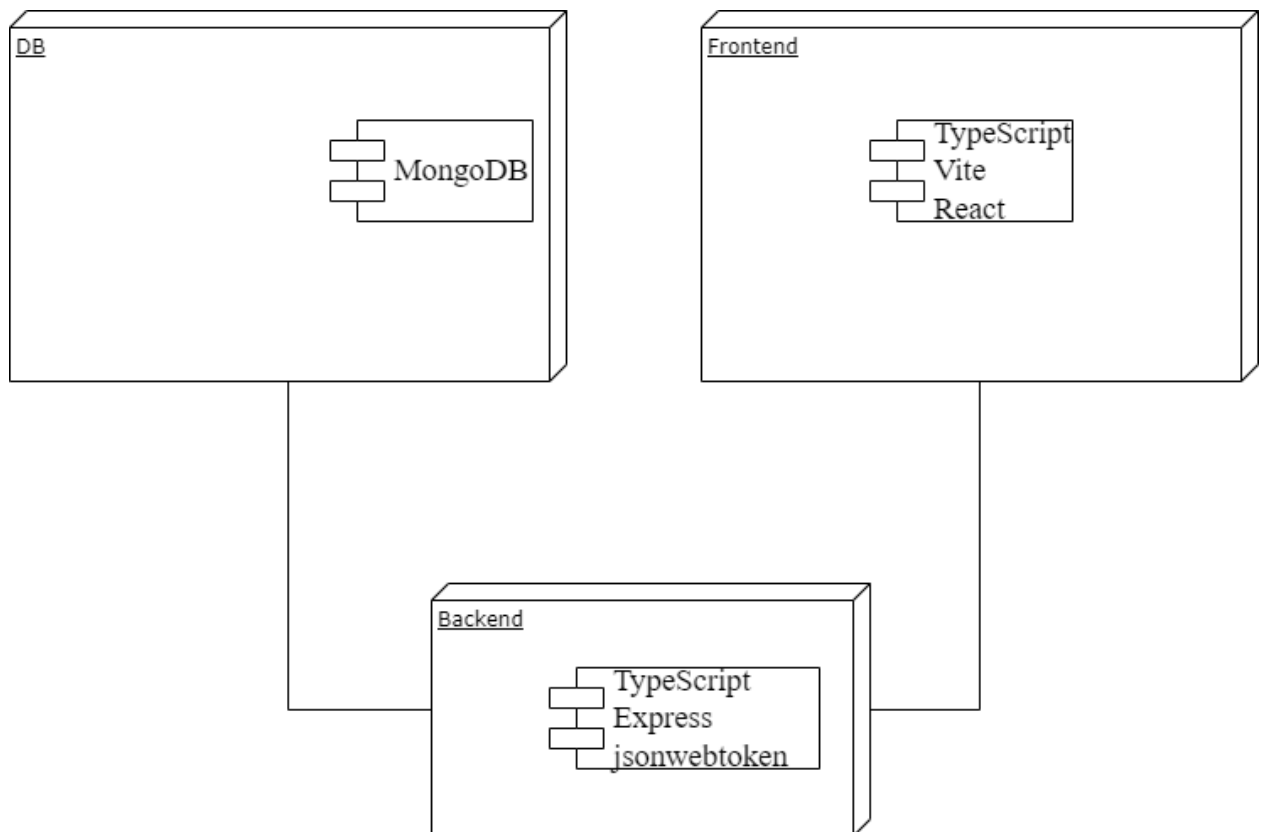 DB
MongoDB
Frontend
TypeScript
Vite
React
Backend
TypeScript
Express
jsonwebtoken